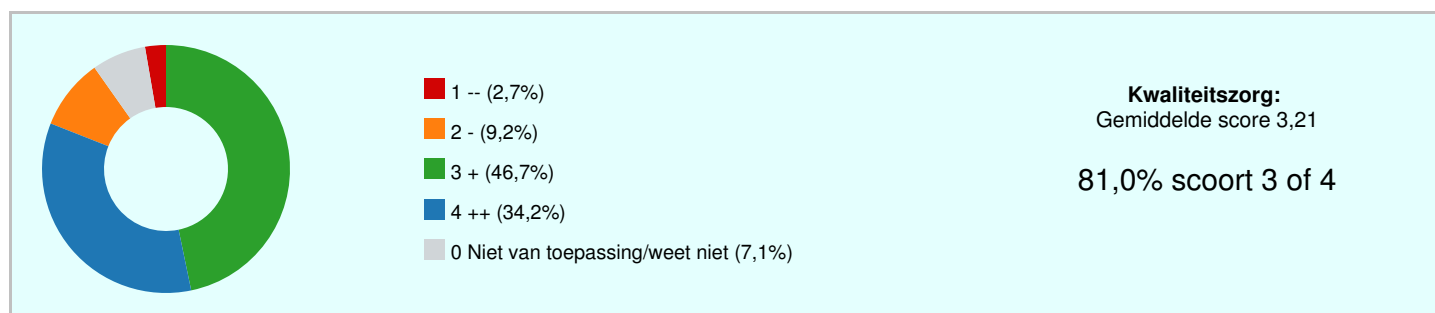 1 -- (2,7%)
2 - (9,2%)
3 + (46,7%)
4 ++ (34,2%)
0 Niet van toepassing/weet niet (7,1%)
Kwaliteitszorg:
Gemiddelde score 3,21
81,0% scoort 3 of 4